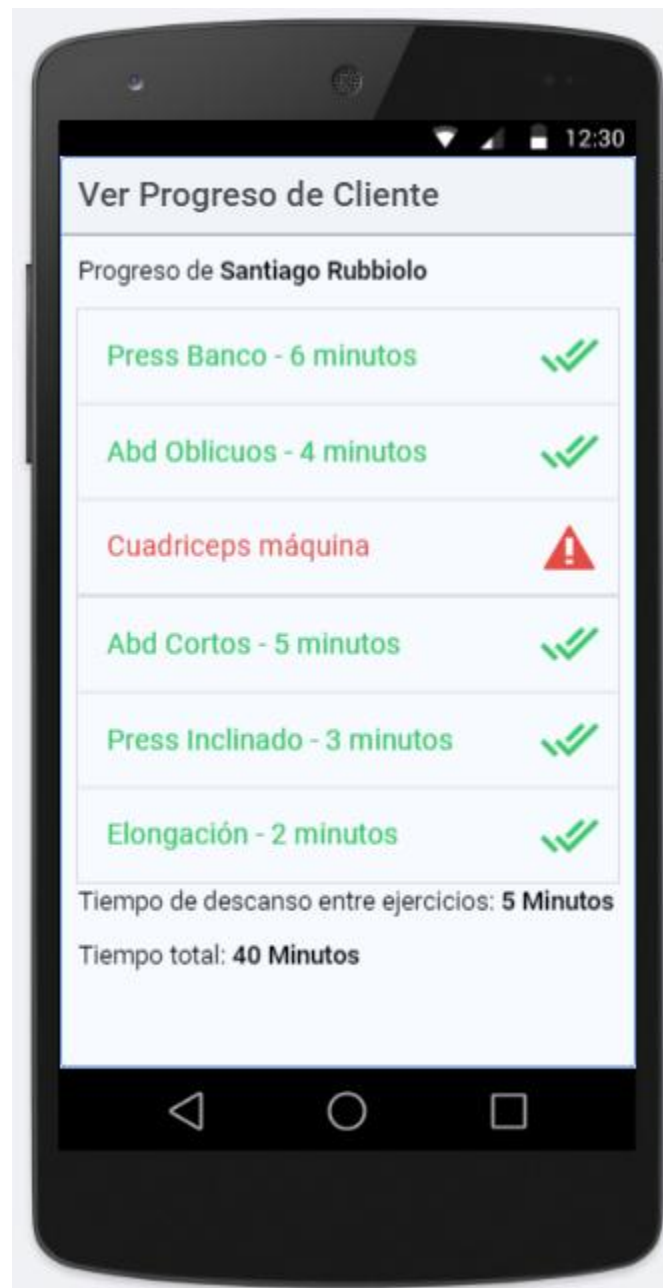 12:30
Ver Progreso de Cliente
Progreso de Santiago Rubbiolo
Press Banco - 6 minutos
Abd Oblicuos - 4 minutos
Cuadriceps máquina
Abd Cortos - 5 minutos
Press Inclinado - 3 minutos
Elongación - 2 minutos
Tiempo de descanso entre ejercicios: 5 Minutos
Tiempo total: 40 Minutos